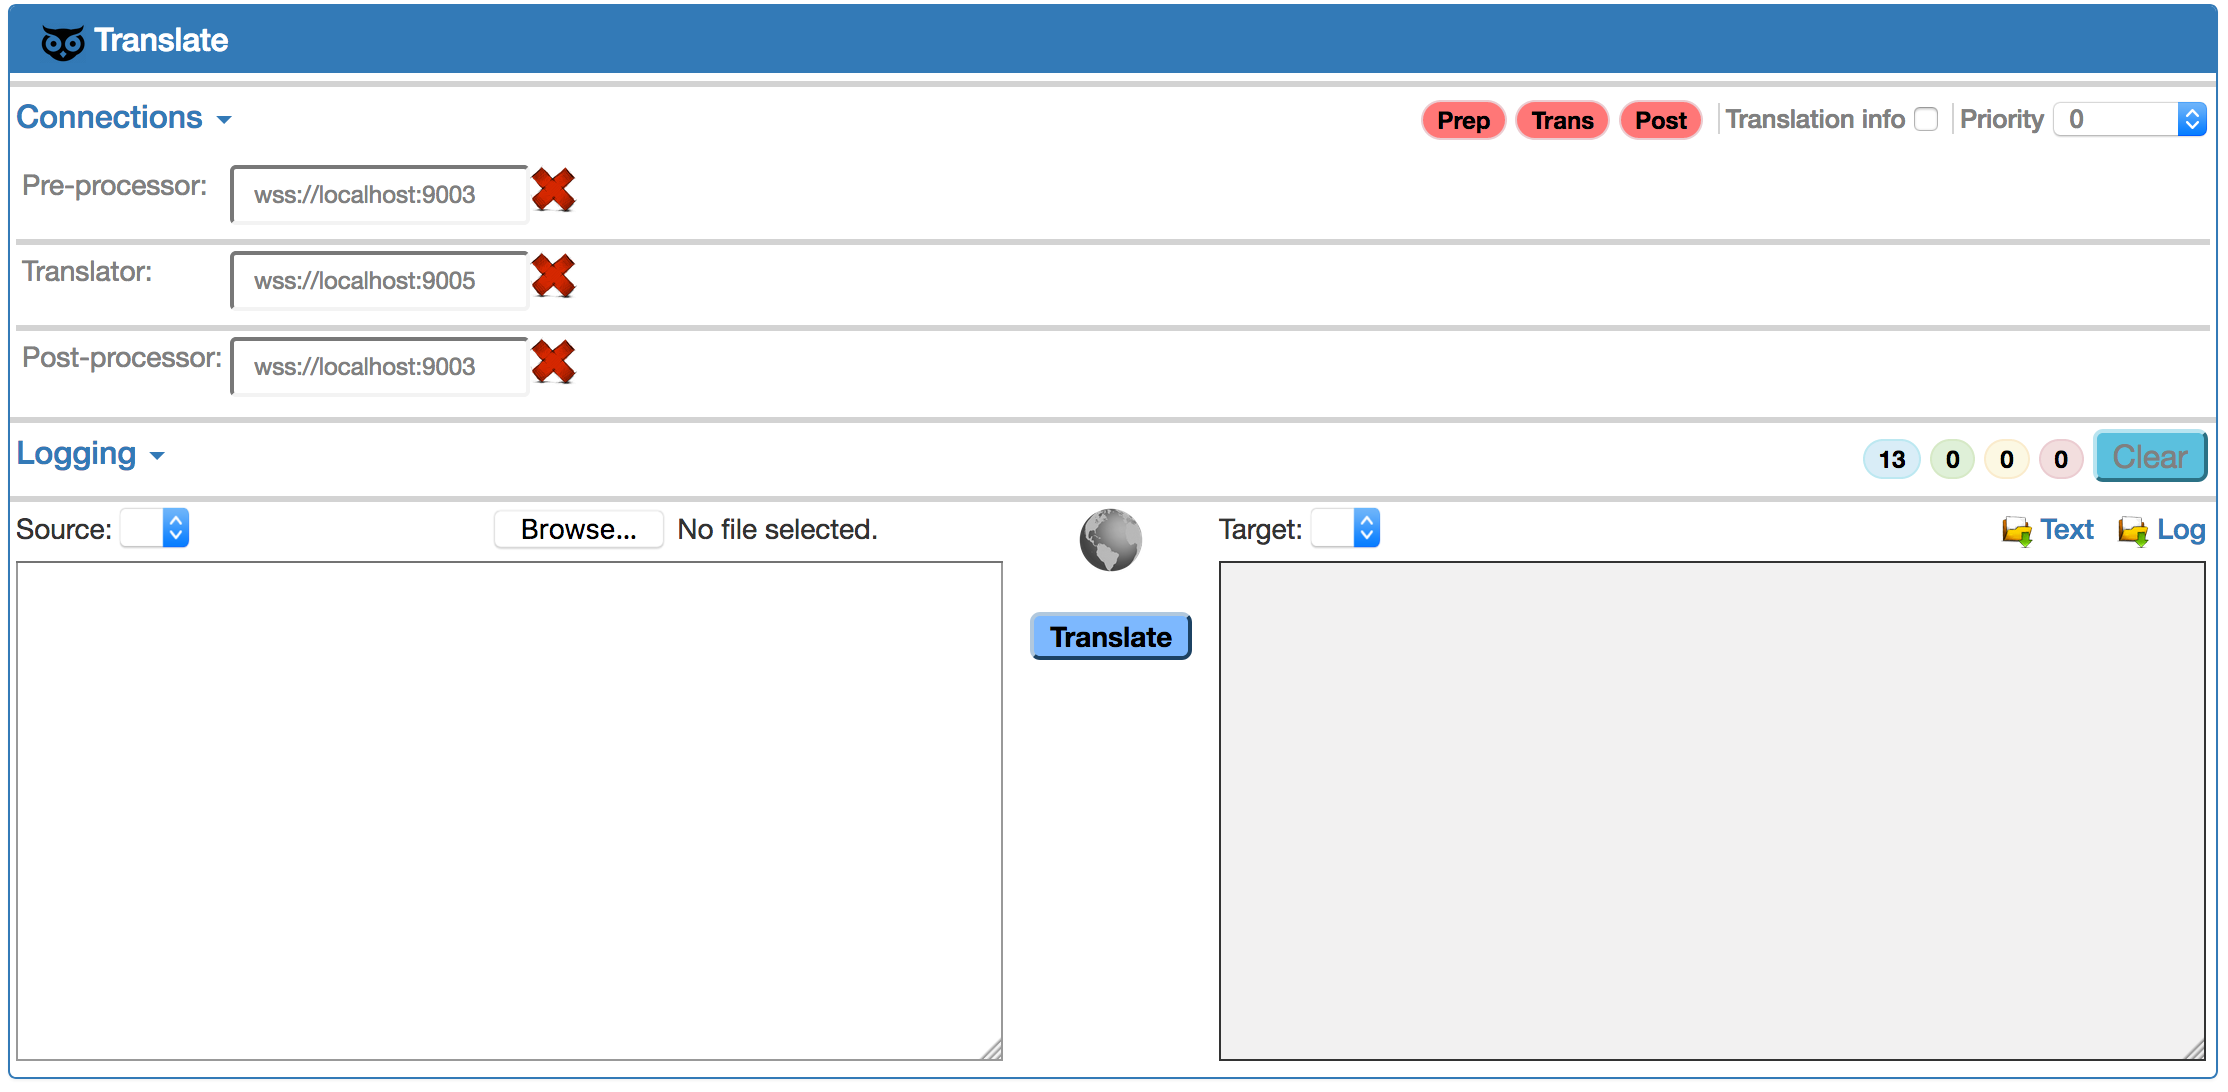 Translate
Connections Prep Trans Post Translation info Priority 0
Pre-processor: wss://localhost:9003
Translator: wss://localhost:9005
Post-processor: wss://localhost:9003
Logging 13 0 0 0 Clear
Source: Browse... No file selected. Target: Text Log
Translate